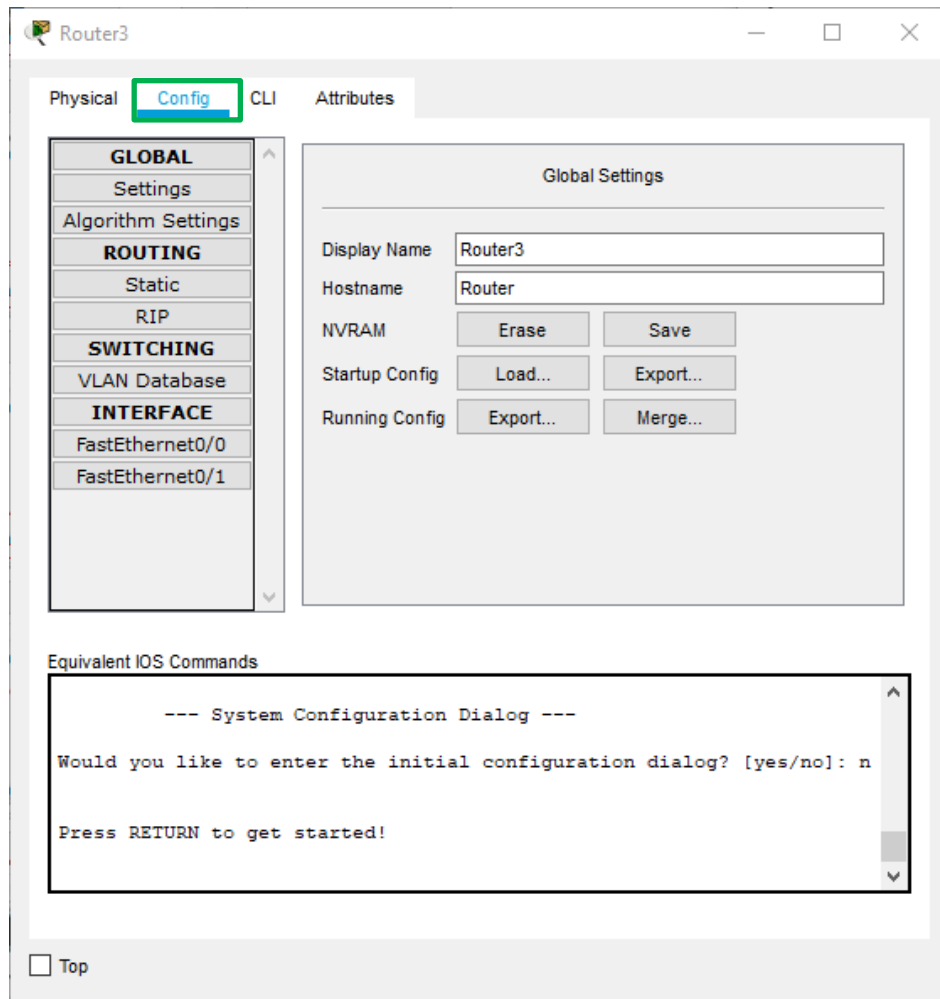 Router3
Physical Config CLI Attributes
GLOBAL
Settings
Algorithm Settings
ROUTING
Static
RIP
SWITCHING
VLAN Database
INTERFACE
FastEthernet0/0
FastEthernet0/1
Global Settings
Display Name Router3
Hostname Router
NVRAM Erase Save
Startup Config Load... Export...
Running Config Export... Merge...
Equivalent IOS Commands
--- System Configuration Dialog ---
Would you like to enter the initial configuration dialog? [yes/no]: n
Press RETURN to get started!
Top